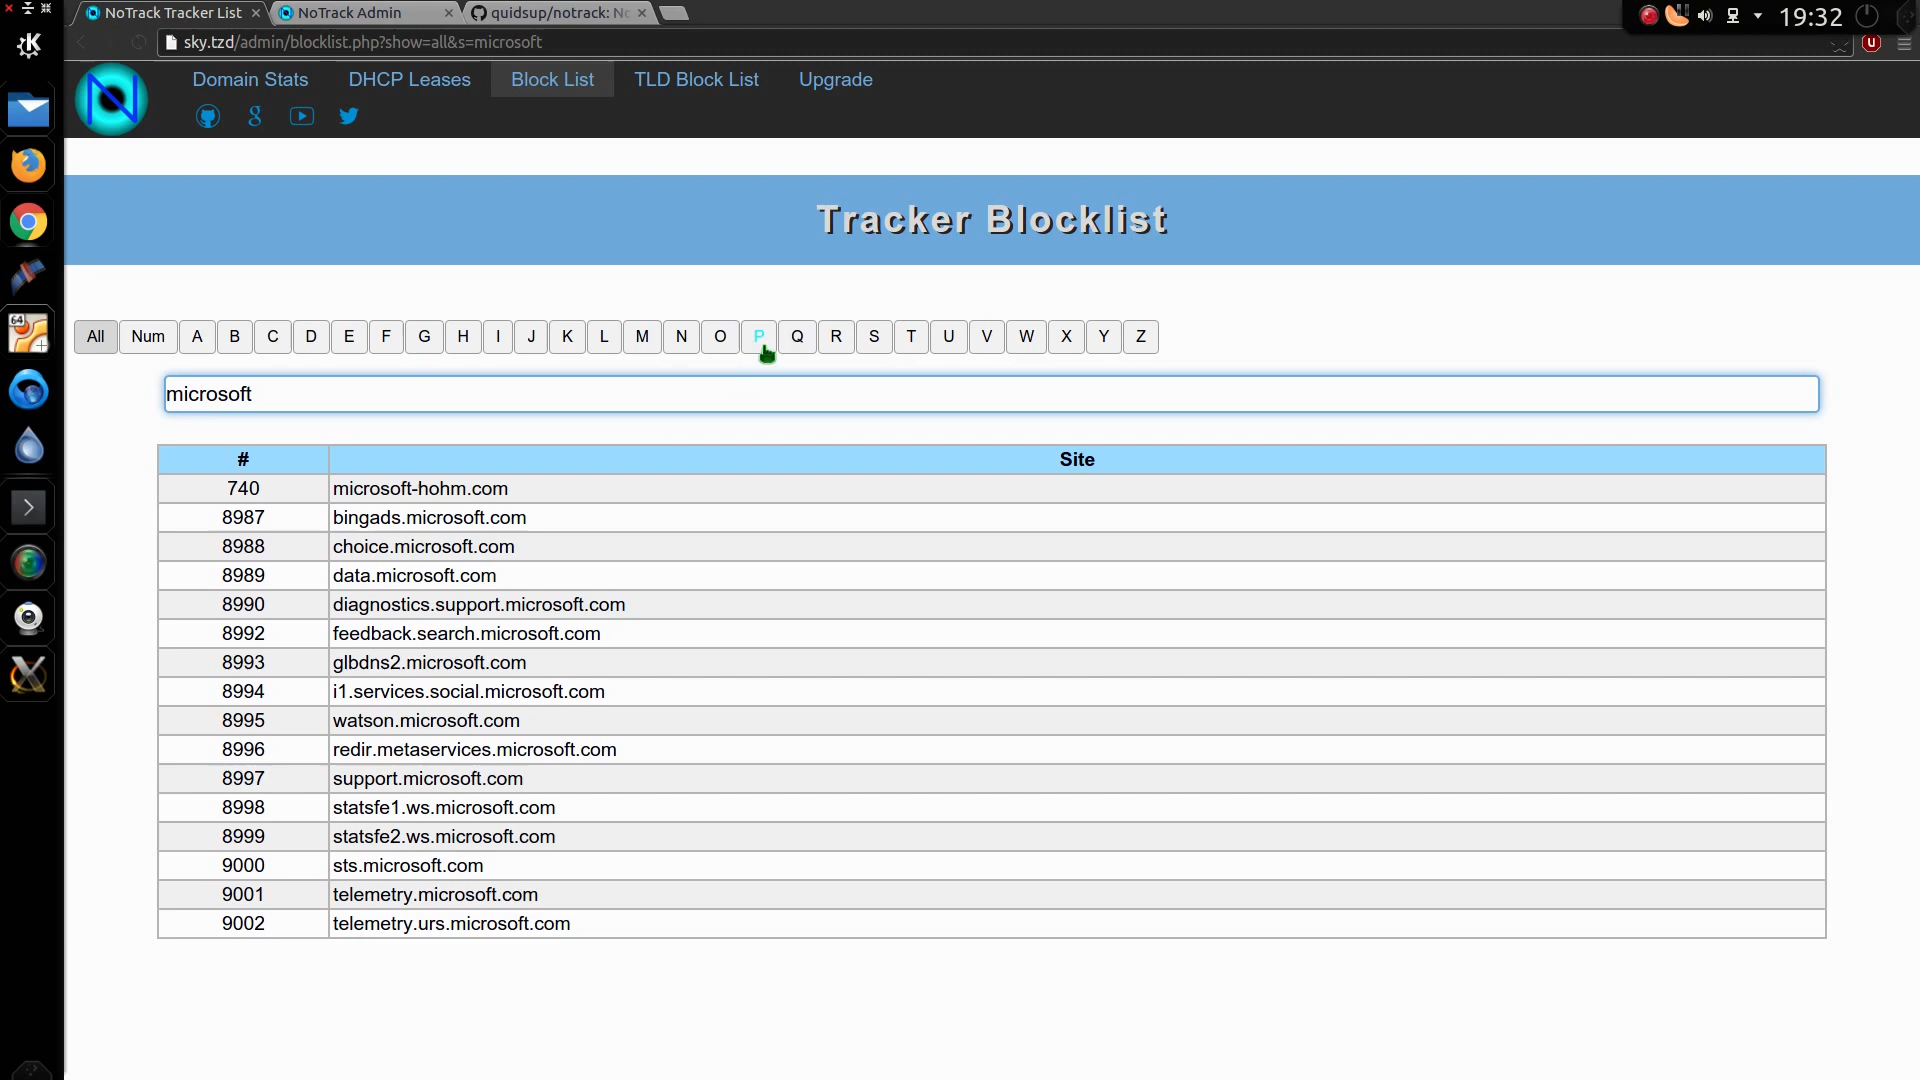 NoTrack Tracker List
NoTrack Admin
quidsup/notrack: No
19:32
sky.tzd/admin/blocklist.php?show=all&s=microsoft
Domain Stats DHCP Leases Block List TLD Block List Upgrade
Tracker Blocklist
All Num A B C D E F G H I J K L M N O P Q R S T U V W X Y Z
microsoft
# Site
740 microsoft-hohm.com
8987 bingads.microsoft.com
8988 choice.microsoft.com
8989 data.microsoft.com
8990 diagnostics.support.microsoft.com
8992 feedback.search.microsoft.com
8993 glbdns2.microsoft.com
8994 i1.services.social.microsoft.com
8995 watson.microsoft.com
8996 redir.metaservices.microsoft.com
8997 support.microsoft.com
8998 statsfe1.ws.microsoft.com
8999 statsfe2.ws.microsoft.com
9000 sts.microsoft.com
9001 telemetry.microsoft.com
9002 telemetry.urs.microsoft.com
64